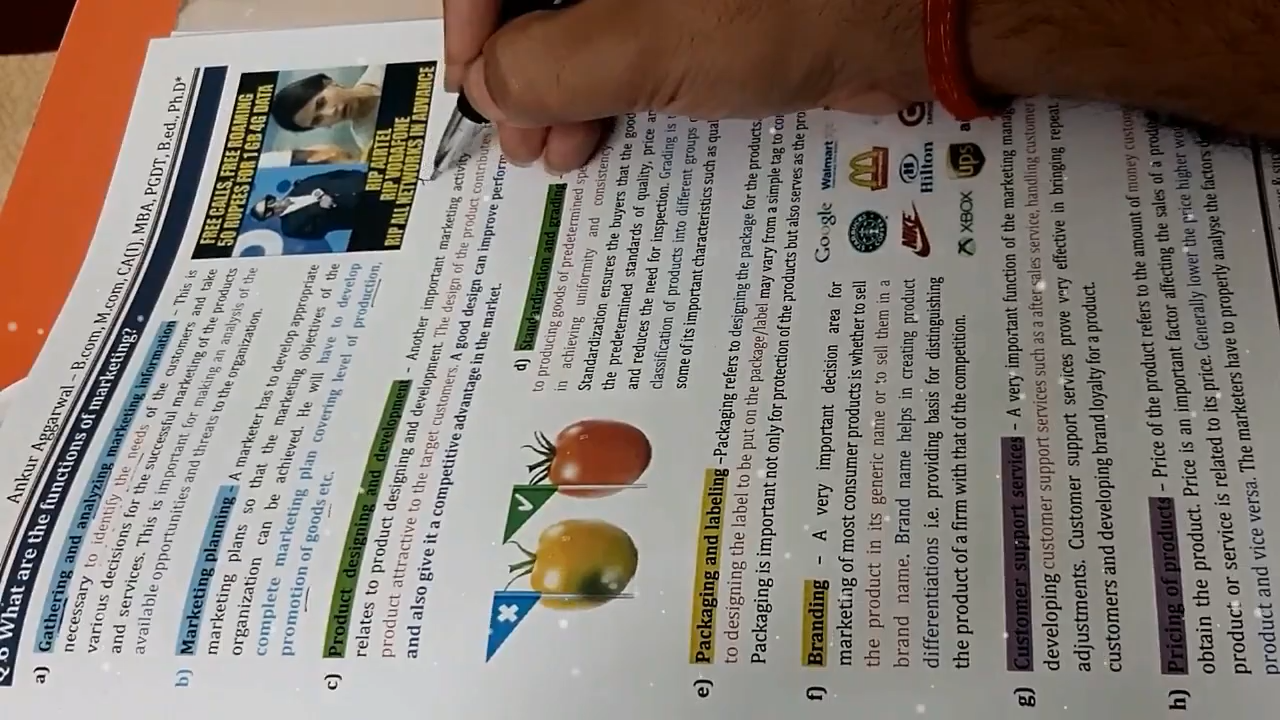 Ankur Aggarwal – B.com, M.com, CA(I), MBA, PGDT, B.ed., Ph.D*
What are the functions of marketing?
a) Gathering and analyzing marketing information – This is
necessary to identify the needs of the customers and take
various decisions for the successful marketing of the products
and services. This is important for making an analysis of the
available opportunities and threats to the organization.
FREE CALLS, FREE ROAMING
50 RUPEES FOR 1 GB 4G DATA
RIP AIRTEL
RIP VODAFONE
RIP ALL NETWORKS IN ADVANCE
b) Marketing planning – A marketer has to develop appropriate
marketing plans so that the marketing objectives of the
organization can be achieved. He will have to develop
complete marketing plan covering level of production,
promotion of goods etc.
c) Product designing and development – Another important marketing activity
relates to product designing and development. The design of the product contributes
product attractive to the target customers. A good design can improve perform
and also give it a competitive advantage in the market.
d) Standardization and grading –
to producing goods of predetermined
in achieving uniformity and consistency
Standardization ensures the buyers that the good
the predetermined standards of quality, price an
and reduces the need for inspection. Grading is t
classification of products into different groups
some of its important characteristics such as qual
e) Packaging and labeling -Packaging refers to designing the package for the products.
to designing the label to be put on the package/label may vary from a simple tag to co
Packaging is important not only for protection of the products but also serves as the pro
f) Branding – A very important decision area for
marketing of most consumer products is whether to sell
the product in its generic name or to sell them in a
brand name. Brand name helps in creating product
differentiations i.e. providing basis for distinguishing
the product of a firm with that of the competition.
Google Walmart
NIKE Hilton
XBOX ups
g) Customer support services – A very important function of the marketing manag
developing customer support services such as a after sales service, handling customer
adjustments. Customer support services prove very effective in bringing repeat
customers and developing brand loyalty for a product.
h) Pricing of products – Price of the product refers to the amount of money custo
obtain the product. Price is an important factor affecting the sales of a produ
product or service is related to its price. Generally lower the price higher wo
product and vice versa. The marketers have to properly analyse the factors